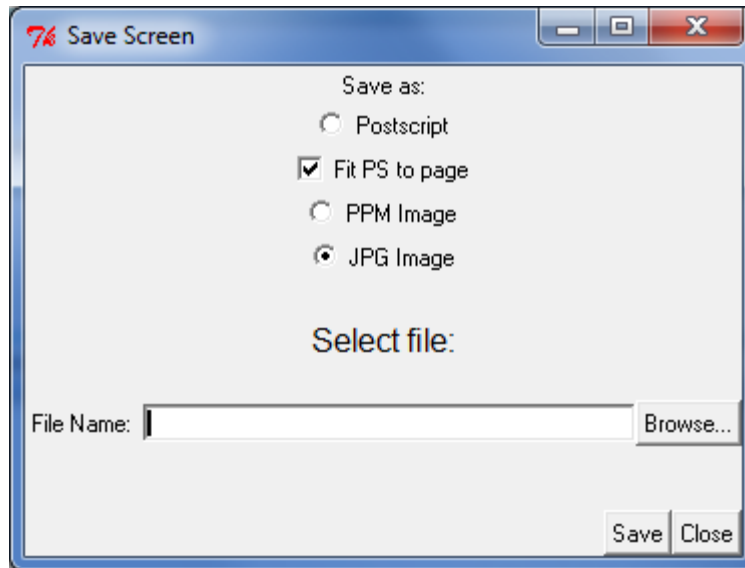 Save Screen
Save as:
Postscript
Fit PS to page
PPM Image
JPG Image
Select file:
File Name: Browse...
Save Close